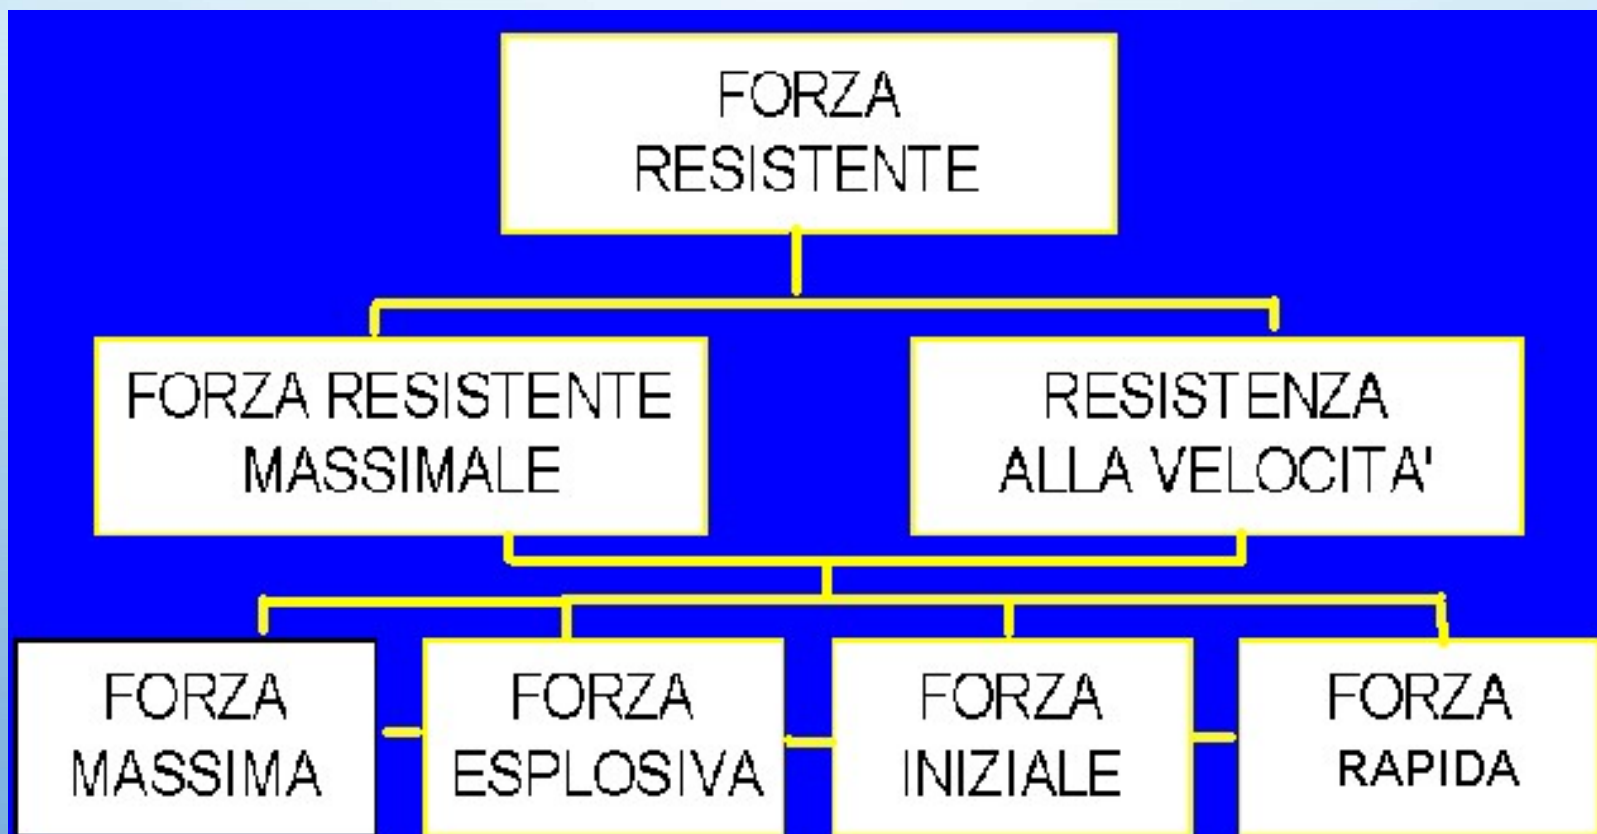 FORZA
RESISTENTE
FORZA RESISTENTE
MASSIMALE
RESISTENZA
ALLA VELOCITA'
FORZA
MASSIMA
FORZA
ESPLOSIVA
FORZA
INIZIALE
FORZA
RAPIDA